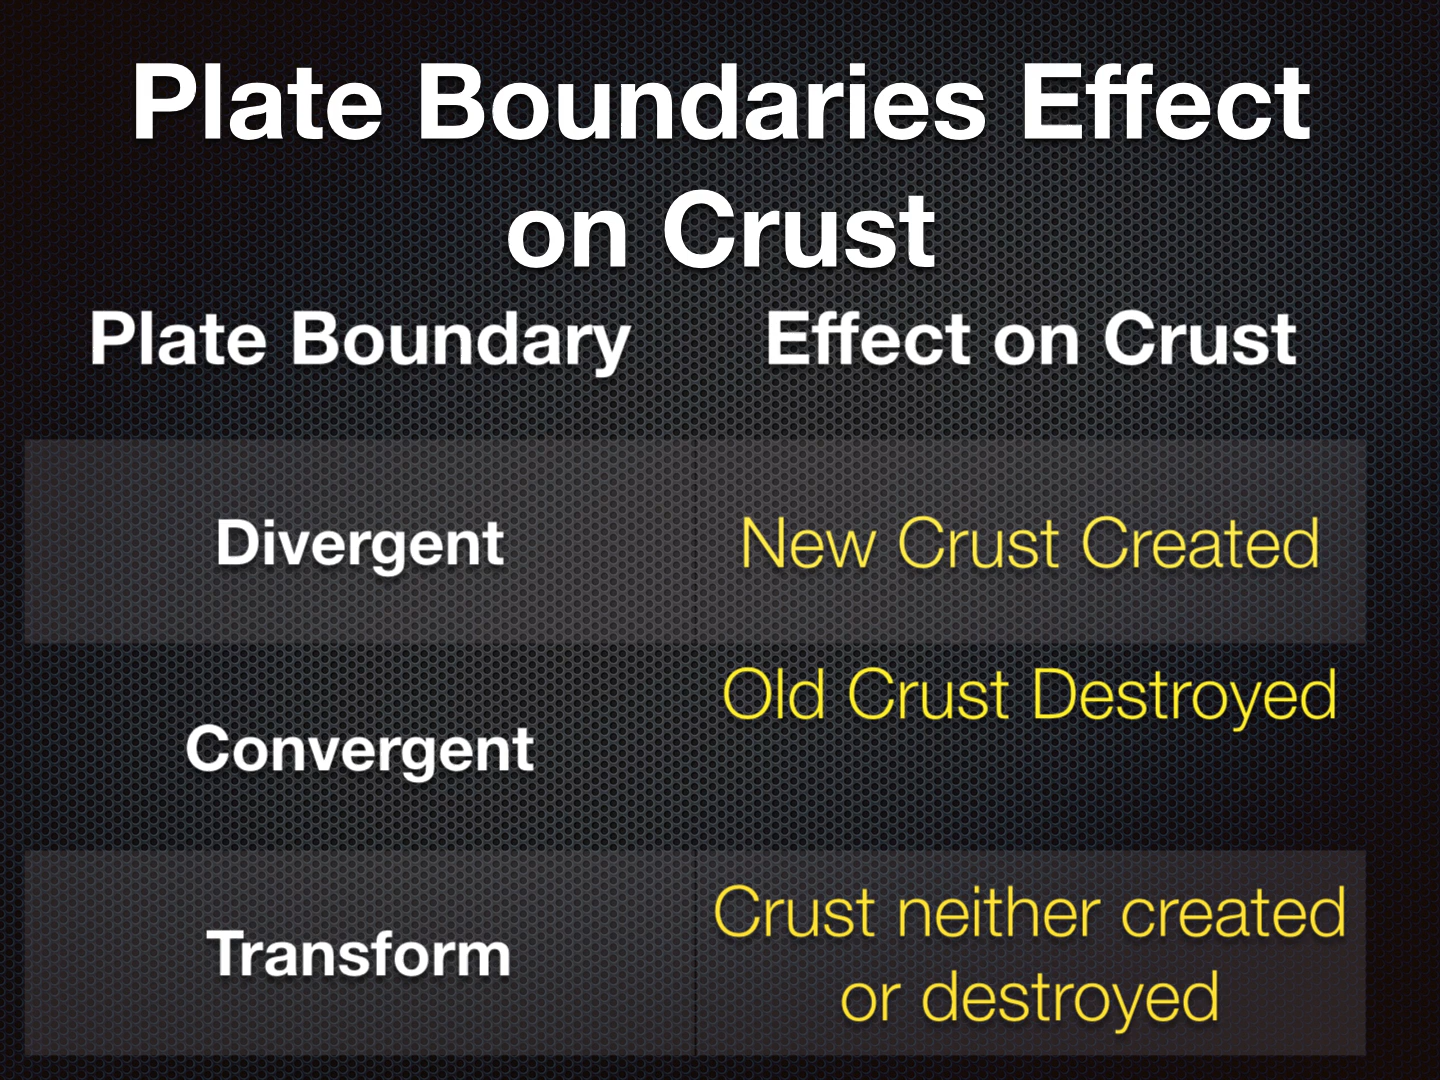 Plate Boundaries Effect
on Crust
Plate Boundary
Effect on Crust
Divergent
New Crust Created
Convergent
Old Crust Destroyed
Transform
Crust neither created
or destroyed